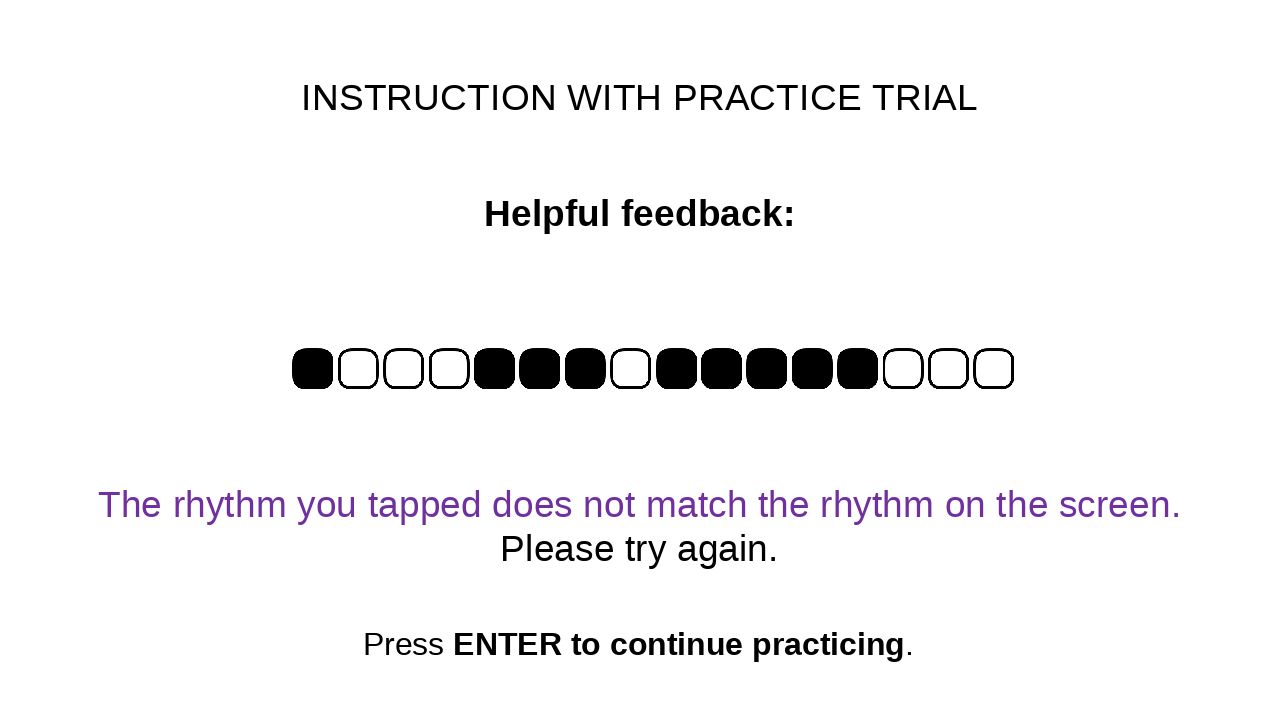 INSTRUCTION WITH PRACTICE TRIAL
Helpful feedback:
The rhythm you tapped does not match the rhythm on the screen.
Please try again.
Press ENTER to continue practicing.